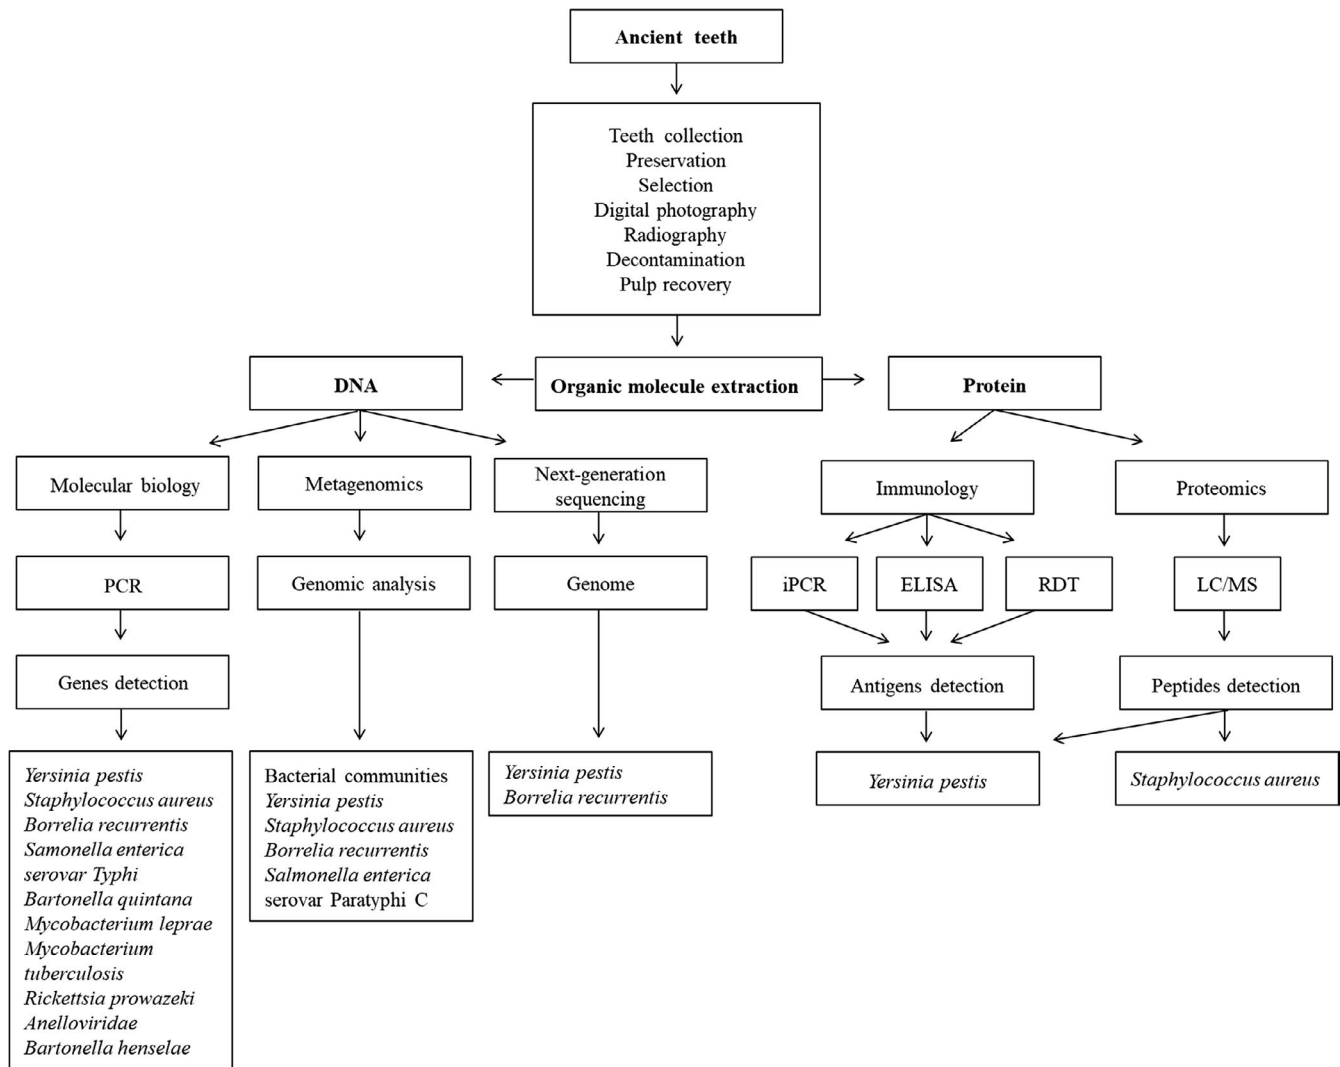 Ancient teeth
Teeth collection
Preservation
Selection
Digital photography
Radiography
Decontamination
Pulp recovery
DNA
Organic molecule extraction
Protein
Molecular biology
Metagenomics
Next-generation
sequencing
Immunology
Proteomics
PCR
Genomic analysis
Genome
iPCR
ELISA
RDT
LC/MS
Genes detection
Antigens detection
Peptides detection
Yersinia pestis
Staphylococcus aureus
Borrelia recurrentis
Samonella enterica
serovar Typhi
Bartonella quintana
Mycobacterium leprae
Mycobacterium
tuberculosis
Rickettsia prowazeki
Anelloviridae
Bartonella henselae
Bacterial communities
Yersinia pestis
Staphylococcus aureus
Borrelia recurrentis
Salmonella enterica
serovar Paratyphi C
Yersinia pestis
Borrelia recurrentis
Yersinia pestis
Staphylococcus aureus